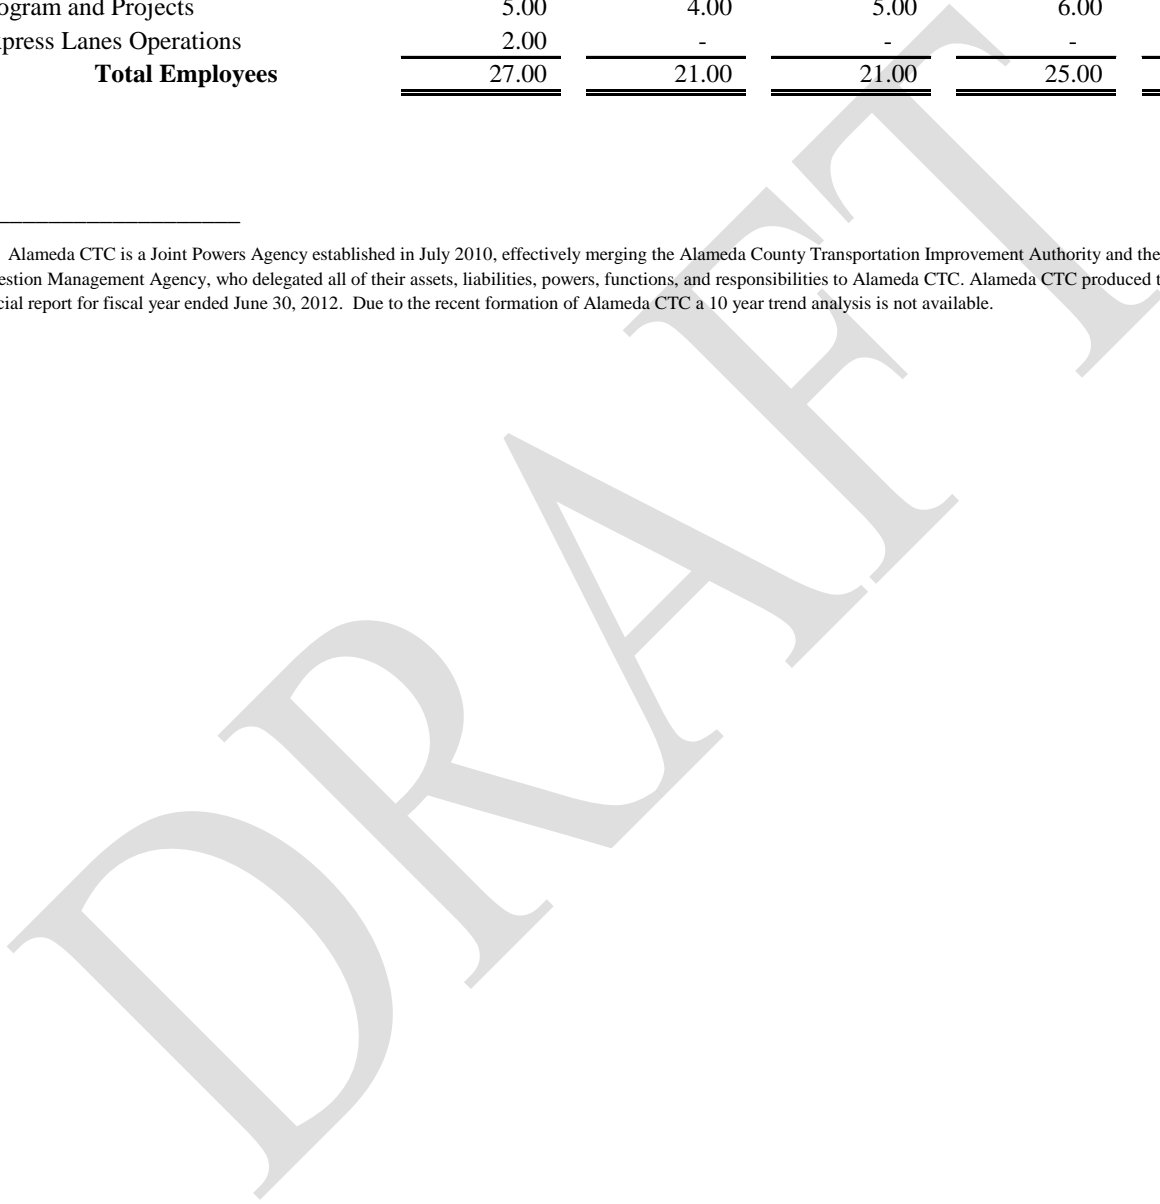 ogram and Projects 5.00 4.00 5.00 6.00
xpress Lanes Operations 2.00 - - -
Total Employees 27.00 21.00 21.00 25.00
Alameda CTC is a Joint Powers Agency established in July 2010, effectively merging the Alameda County Transportation Improvement Authority and the
estion Management Agency, who delegated all of their assets, liabilities, powers, functions, and responsibilities to Alameda CTC. Alameda CTC produced t
cial report for fiscal year ended June 30, 2012.  Due to the recent formation of Alameda CTC a 10 year trend analysis is not available.
DRAFT